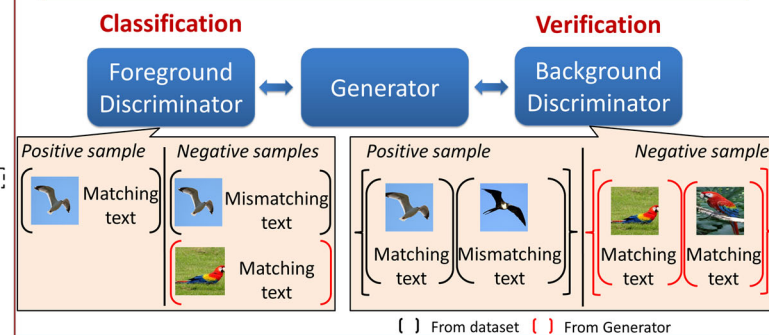 Classification
Verification
Foreground
Discriminator
Generator
Background
Discriminator
Positive sample
Negative samples
Matching
text
Mismatching
text
Matching
text
Positive sample
Negative sample
Matching
text
Mismatching
text
Matching
text
Matching
text
( ) From dataset ( ) From Generator